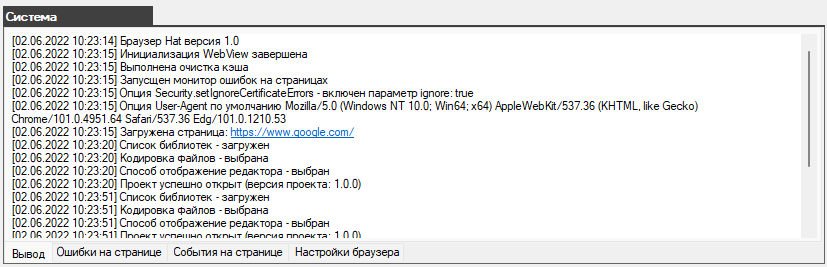 Система
[02.06.2022 10:23:14] Браузер Hat версия 1.0
[02.06.2022 10:23:15] Инициализация WebView завершена
[02.06.2022 10:23:15] Выполнена очистка кэша
[02.06.2022 10:23:15] Запущен монитор ошибок на страницах
[02.06.2022 10:23:15] Опция Security.setIgnoreCertificateErrors - включен параметр ignore: true
[02.06.2022 10:23:15] Опция User-Agent по умолчанию Mozilla/5.0 (Windows NT 10.0; Win64; x64) AppleWebKit/537.36 (KHTML, like Gecko)
Chrome/101.0.4951.64 Safari/537.36 Edg/101.0.1210.53
[02.06.2022 10:23:15] Загружена страница: https://www.google.com/
[02.06.2022 10:23:20] Список библиотек - загружен
[02.06.2022 10:23:20] Кодировка файлов - выбрана
[02.06.2022 10:23:20] Способ отображение редактора - выбран
[02.06.2022 10:23:20] Проект успешно открыт (версия проекта: 1.0.0)
[02.06.2022 10:23:51] Список библиотек - загружен
[02.06.2022 10:23:51] Кодировка файлов - выбрана
[02.06.2022 10:23:51] Способ отображение редактора - выбран
[02.06.2022 10:23:51] Проект успешно открыт (версия проекта: 1.0.0)
Вывод Ошибки на странице События на странице Настройки браузера